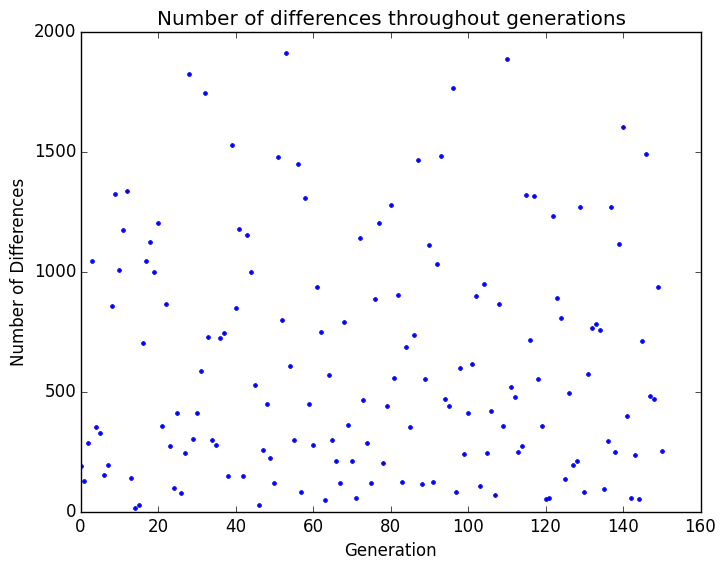 Number of differences throughout generations
2000
1500
1000
500
0
Number of Differences
0 20 40 60 80 100 120 140 160
Generation